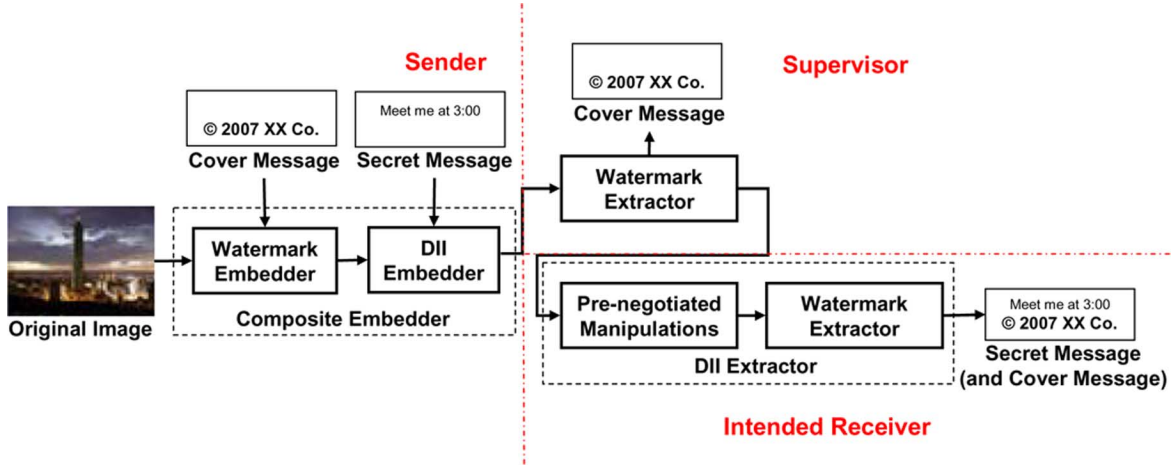 Sender
Supervisor
© 2007 XX Co.
Cover Message
Meet me at 3:00
Secret Message
© 2007 XX Co.
Cover Message
Watermark
Extractor
Original Image
Watermark
Embedder
DII
Embedder
Composite Embedder
Pre-negotiated
Manipulations
Watermark
Extractor
DII Extractor
Meet me at 3:00
© 2007 XX Co.
Secret Message
(and Cover Message)
Intended Receiver